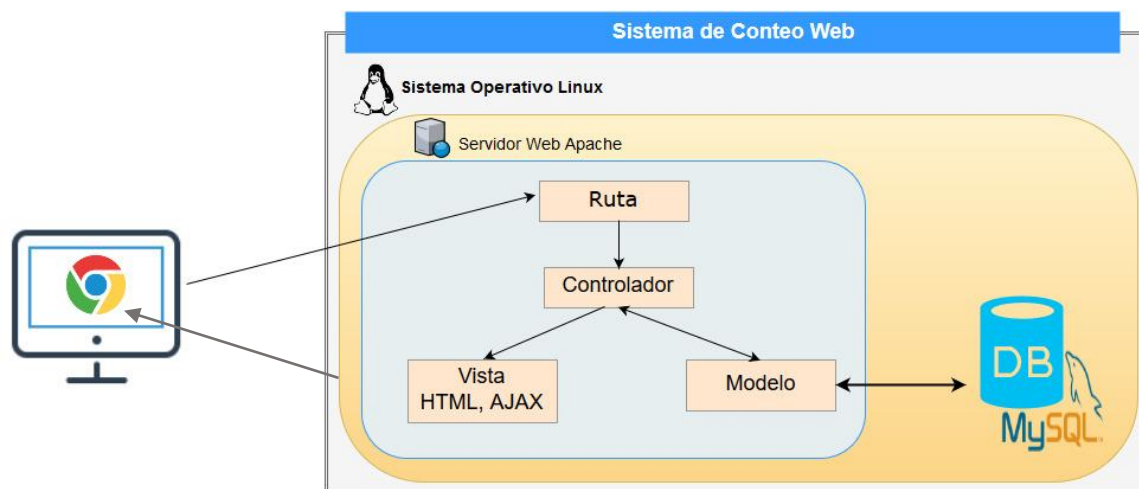 Sistema de Conteo Web
Sistema Operativo Linux
Servidor Web Apache
Ruta
Controlador
Vista
HTML, AJAX
Modelo
DB
MySQL